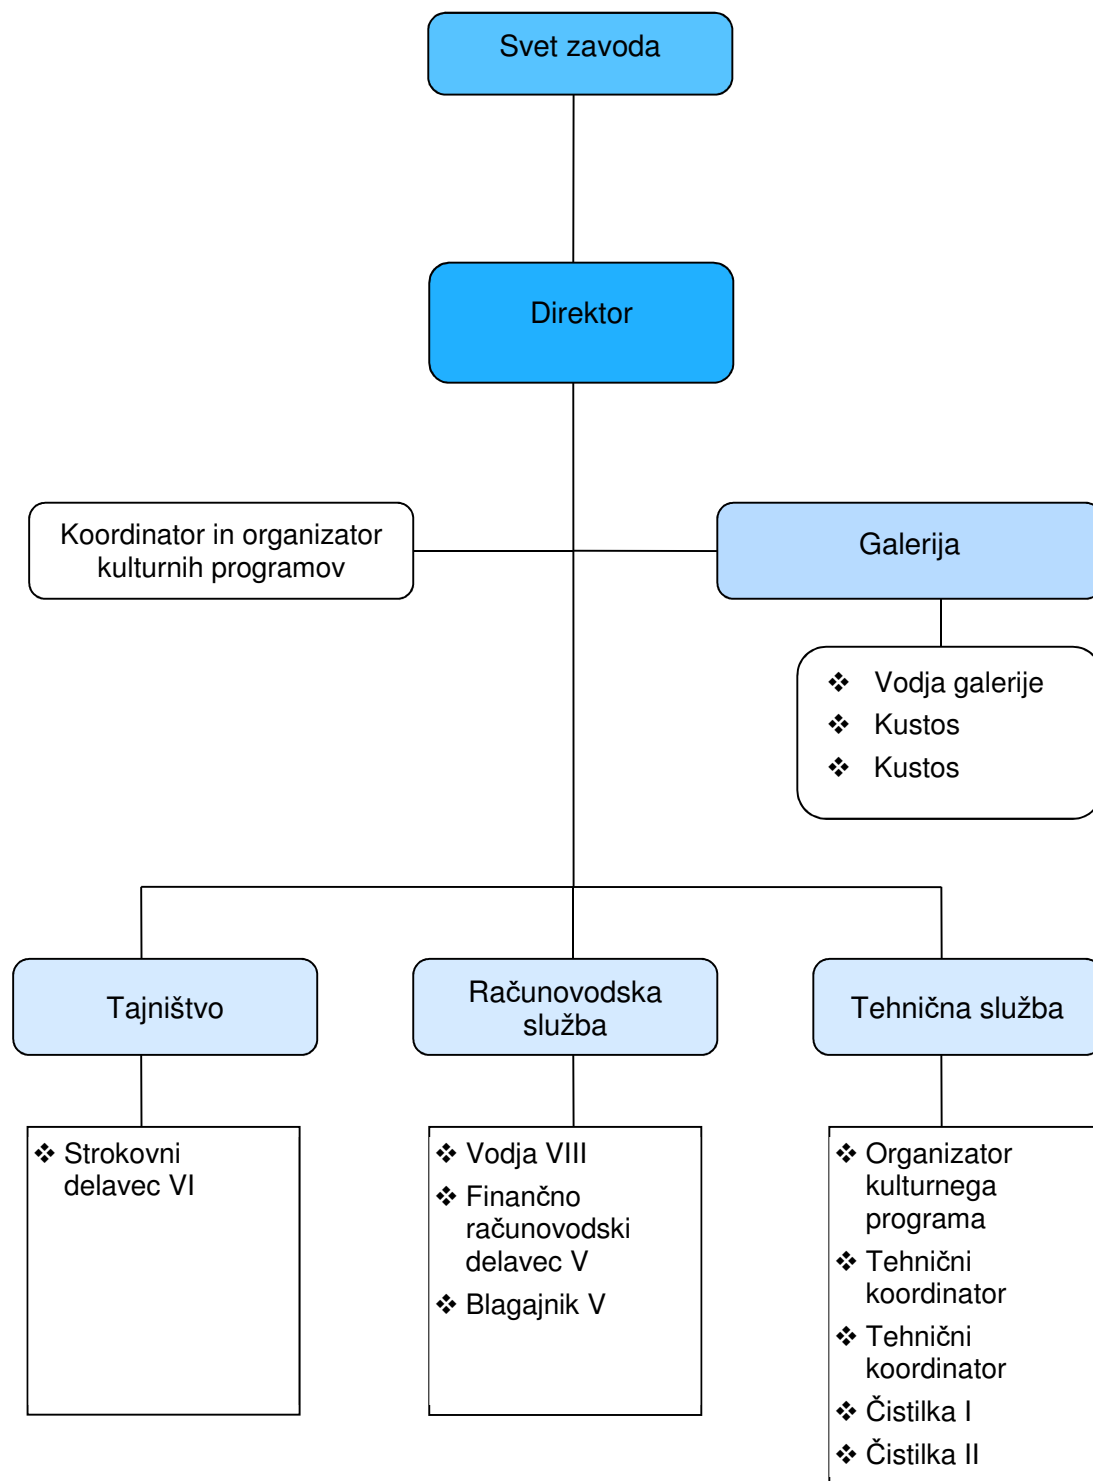 Svet zavoda
Direktor
Koordinator in organizator
kulturnih programov
Galerija
❖ Vodja galerije
❖ Kustos
❖ Kustos
Tajništvo
Računovodska
služba
Tehnična služba
❖ Strokovni
delavec VI
❖ Vodja VIII
❖ Finančno
računovodski
delavec V
❖ Blagajnik V
❖ Organizator
kulturnega
programa
❖ Tehnični
koordinator
❖ Tehnični
koordinator
❖ Čistilka I
❖ Čistilka II